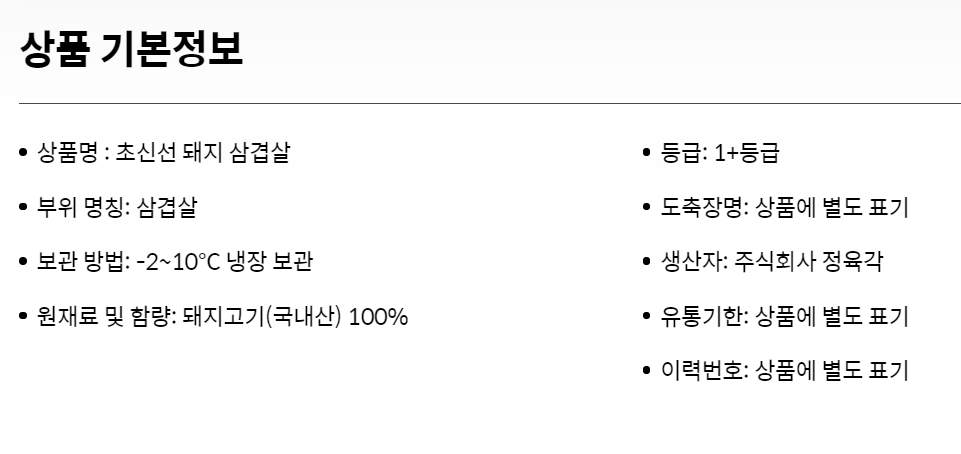 상품 기본정보
• 상품명 : 초신선 돼지 삼겹살
• 부위 명칭: 삼겹살
• 보관 방법: -2~10°C 냉장 보관
• 원재료 및 함량: 돼지고기(국내산) 100%
• 등급: 1+등급
• 도축장명: 상품에 별도 표기
• 생산자: 주식회사 정육각
• 유통기한: 상품에 별도 표기
• 이력번호: 상품에 별도 표기